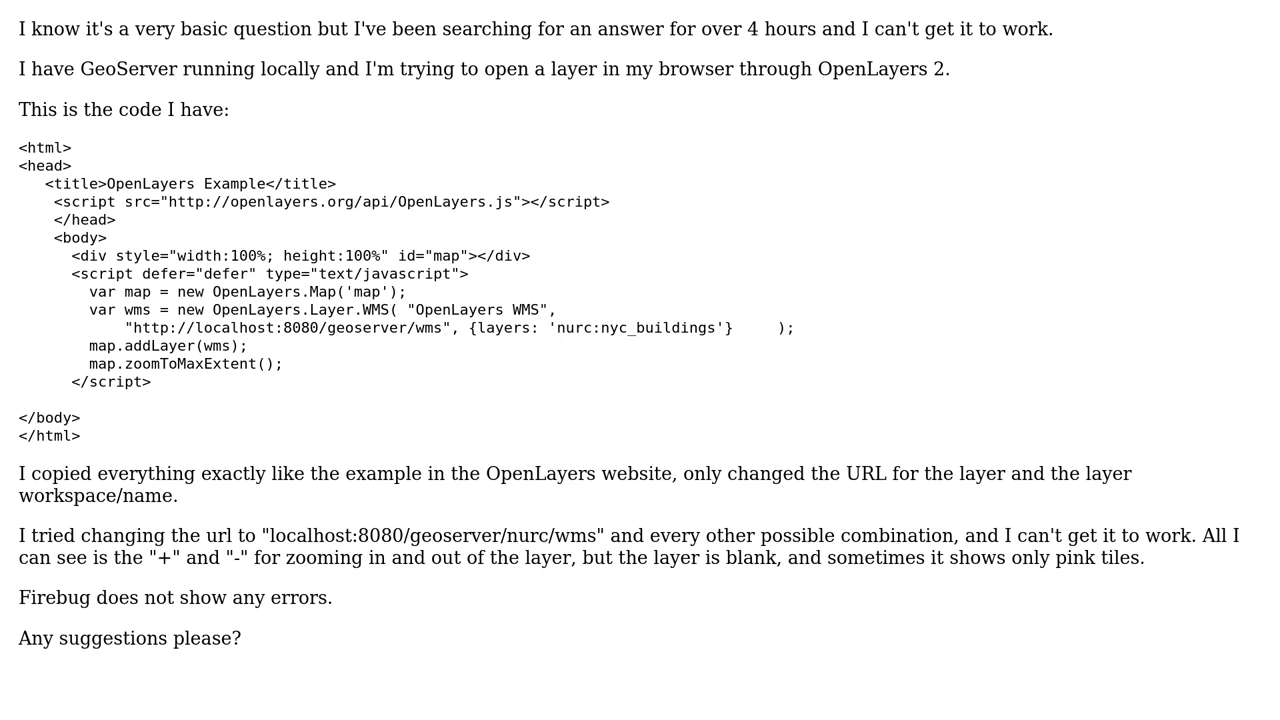 I know it's a very basic question but I've been searching for an answer for over 4 hours and I can't get it to work.
I have GeoServer running locally and I'm trying to open a layer in my browser through OpenLayers 2.
This is the code I have:
<html>
<head>
   <title>OpenLayers Example</title>
    <script src="http://openlayers.org/api/OpenLayers.js"></script>
    </head>
    <body>
      <div style="width:100%; height:100%" id="map"></div>
      <script defer="defer" type="text/javascript">
        var map = new OpenLayers.Map('map');
        var wms = new OpenLayers.Layer.WMS( "OpenLayers WMS",
            "http://localhost:8080/geoserver/wms", {layers: 'nurc:nyc_buildings'}     );
        map.addLayer(wms);
        map.zoomToMaxExtent();
      </script>
</body>
</html>
I copied everything exactly like the example in the OpenLayers website, only changed the URL for the layer and the layer
workspace/name.
I tried changing the url to "localhost:8080/geoserver/nurc/wms" and every other possible combination, and I can't get it to work. All I
can see is the "+" and "-" for zooming in and out of the layer, but the layer is blank, and sometimes it shows only pink tiles.
Firebug does not show any errors.
Any suggestions please?